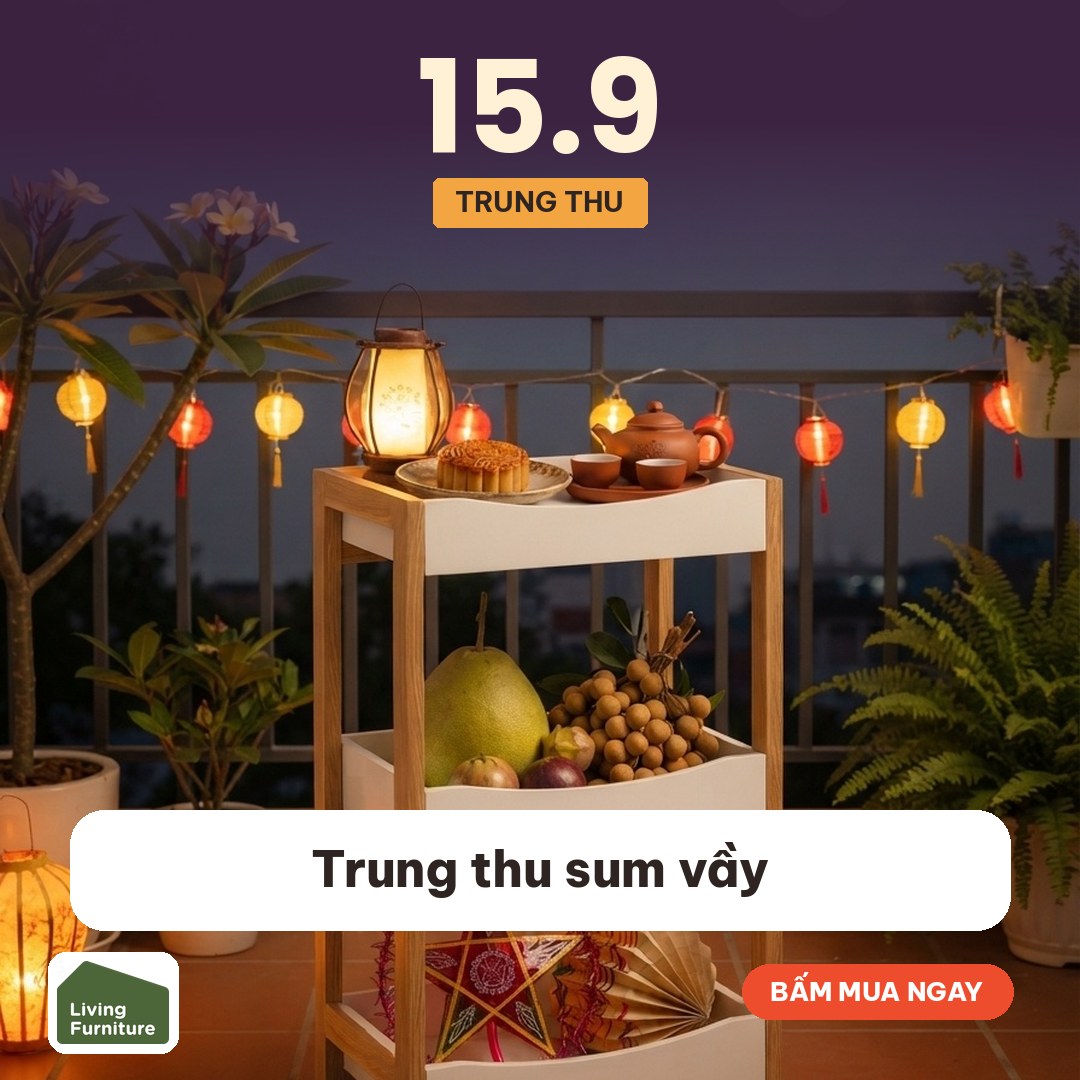 15.9
TRUNG THU
Trung thu sum vầy
Living
Furniture
BẤM MUA NGAY